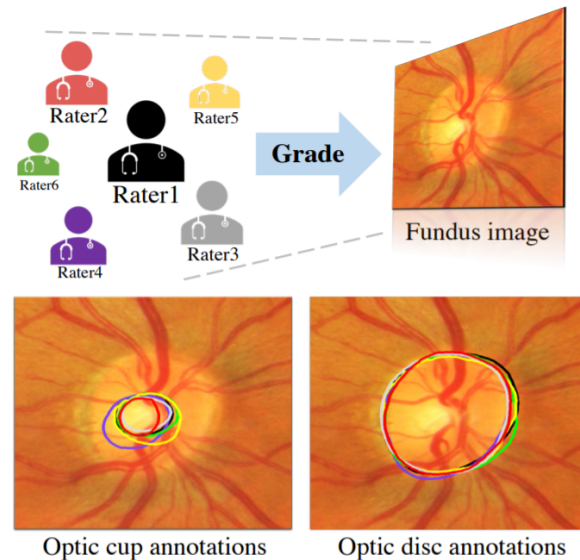 Rater2
Rater5
Rater6
Rater1
Rater4
Rater3
Grade
Fundus image
Optic cup annotations
Optic disc annotations